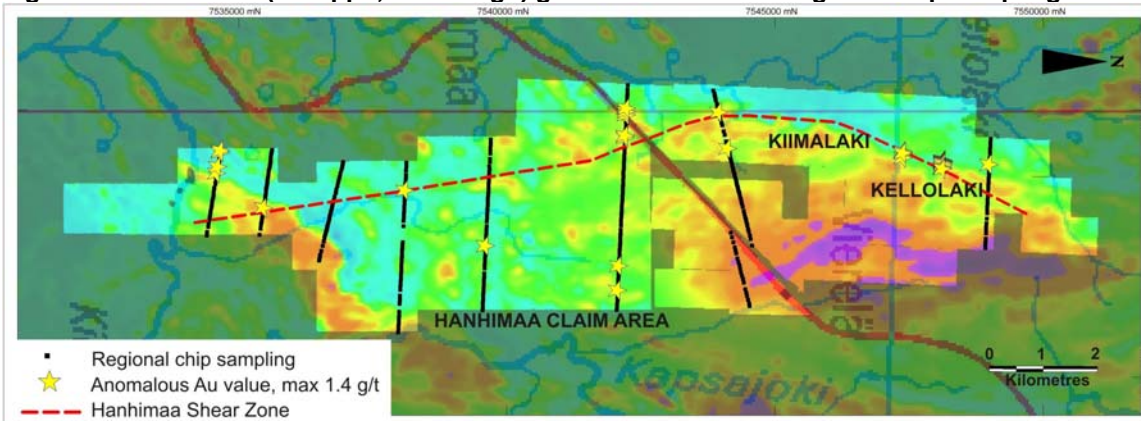 7535000 mN
7540000 mN
7545000 mN
7550000 mN
N
KIIMALAKI
KELLOLAKI
HANHIMAA CLAIM AREA
Kapsajoki
0 1 2
Kilometres
Regional chip sampling
Anomalous Au value, max 1.4 g/t
Hanhimaa Shear Zone